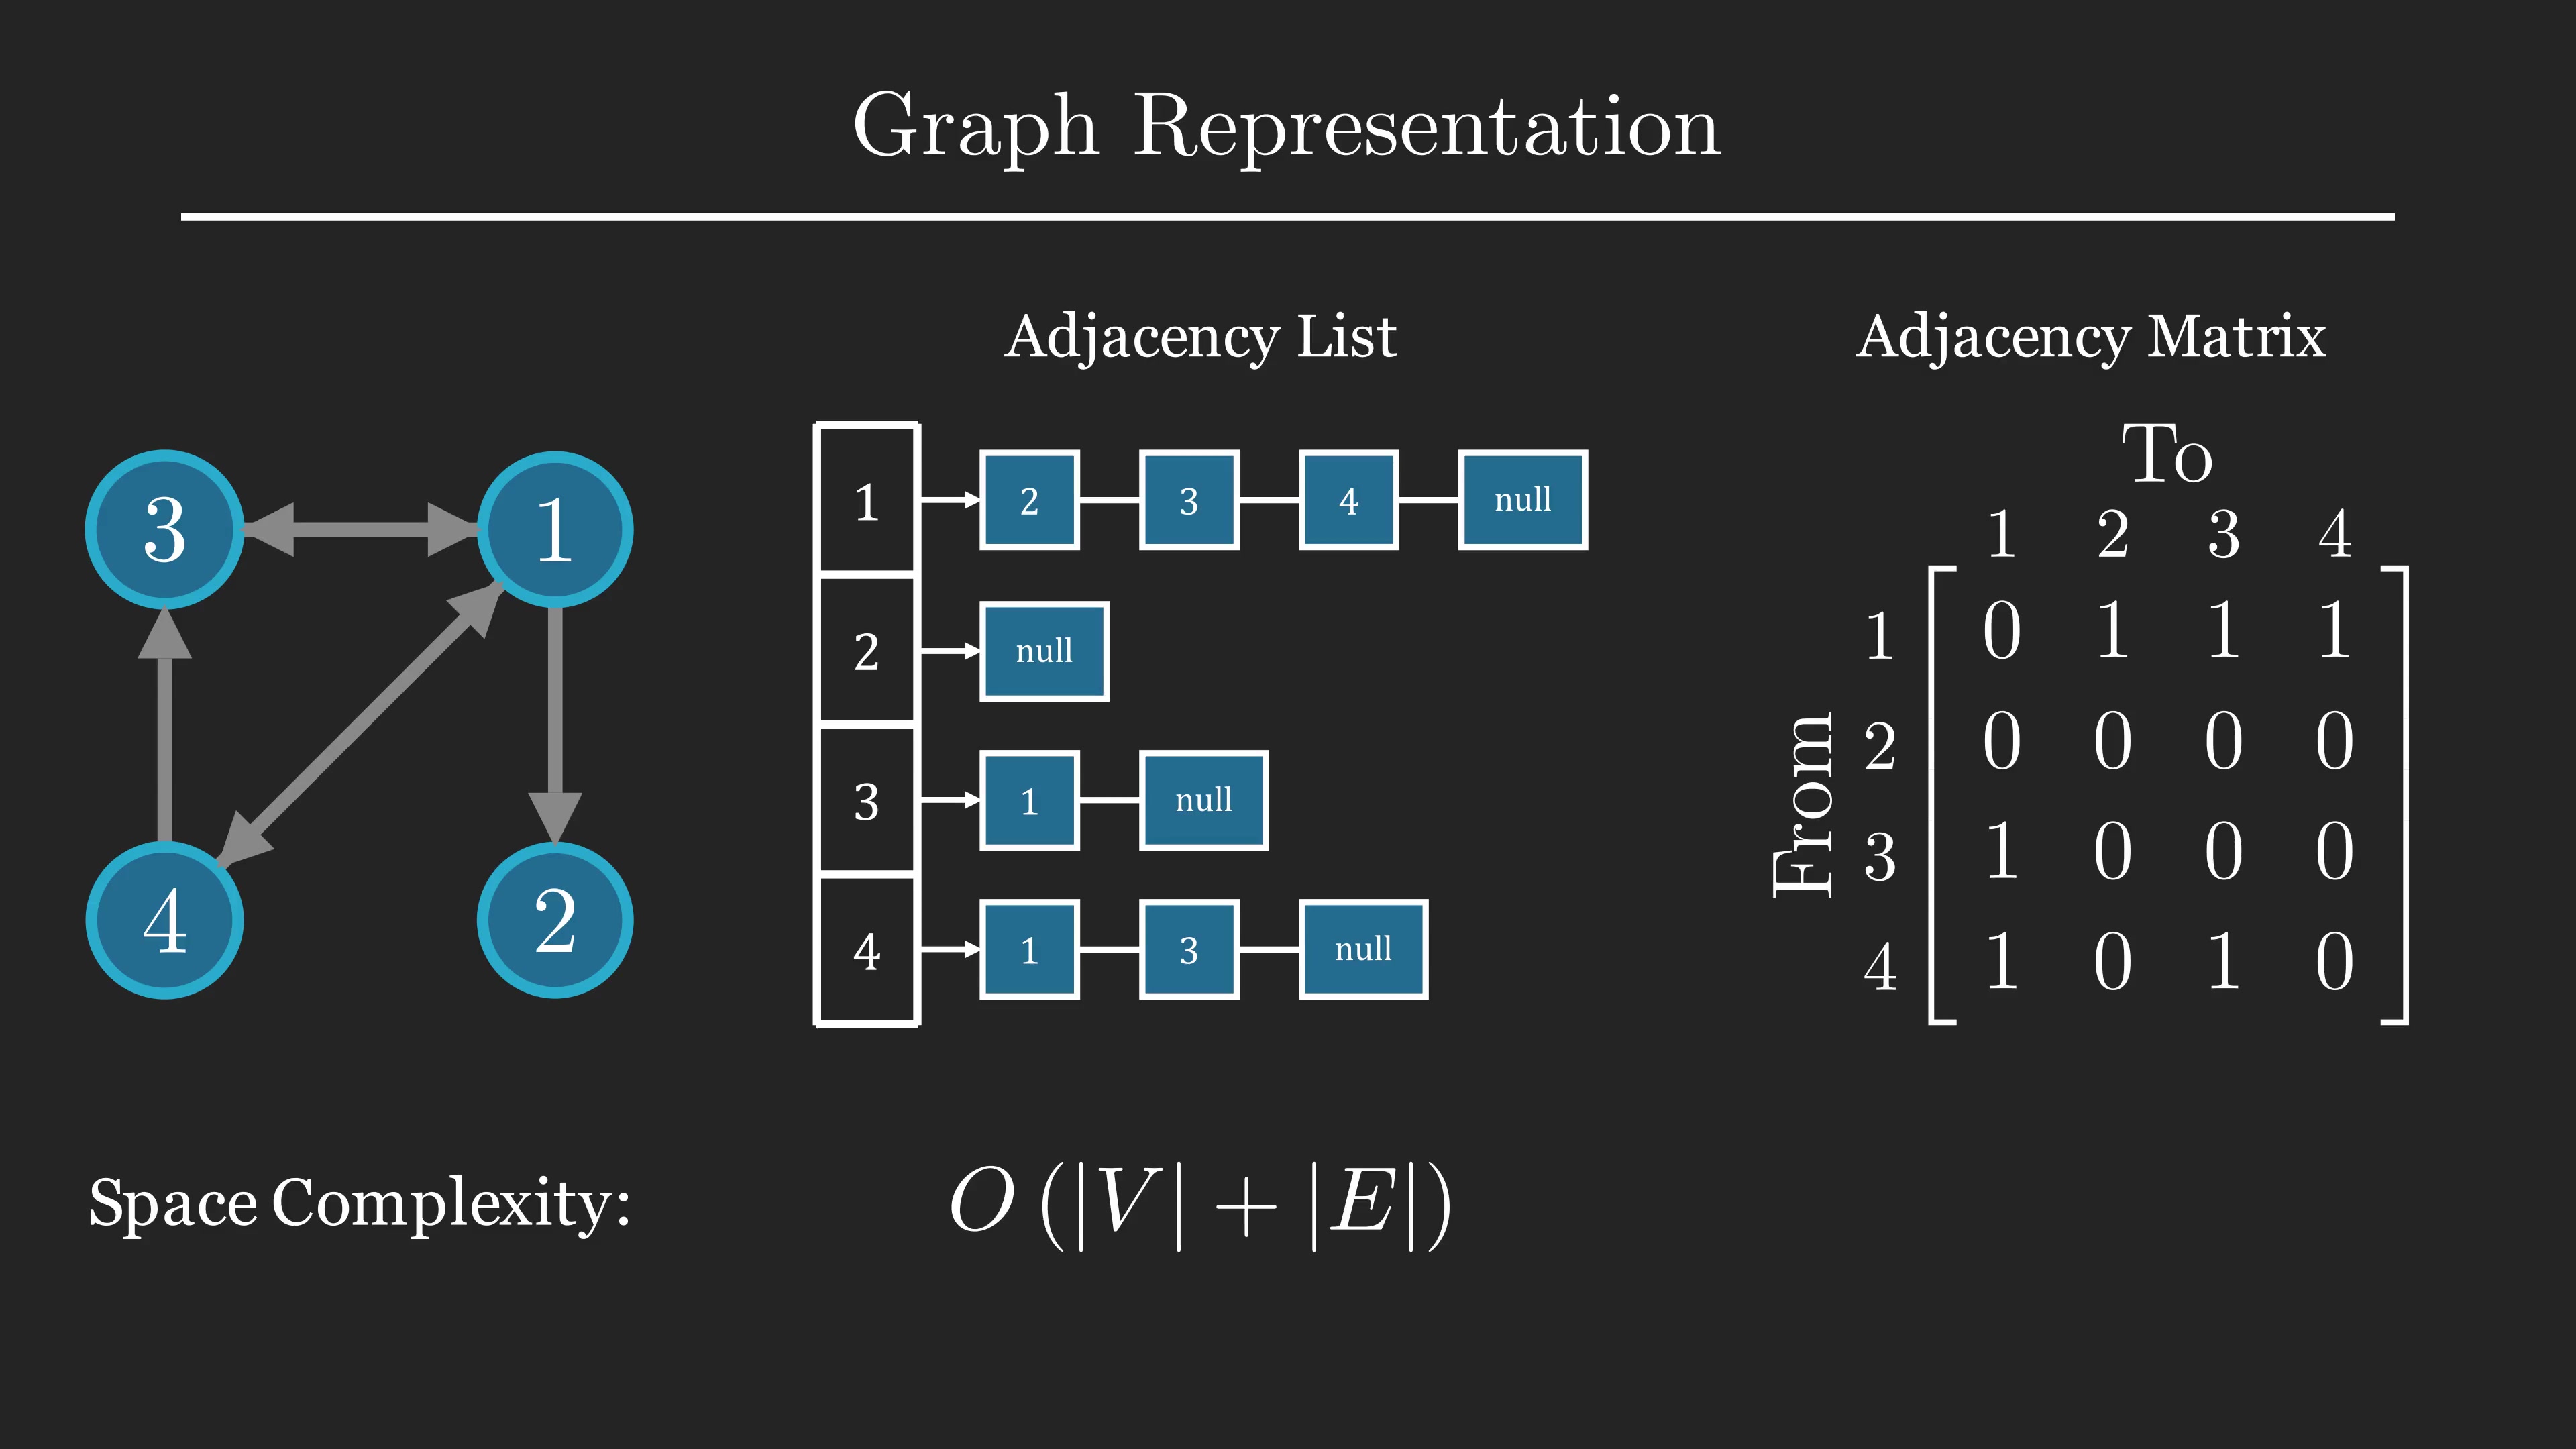 Graph Representation
Adjacency List
Adjacency Matrix
3
1
4
2
1 2 3 4 null
2 null
3 1 null
4 1 3 null
To
1 2 3 4
From
1 0 1 1 1
2 0 0 0 0
3 1 0 0 0
4 1 0 1 0
Space Complexity:
O (|V| + |E|)